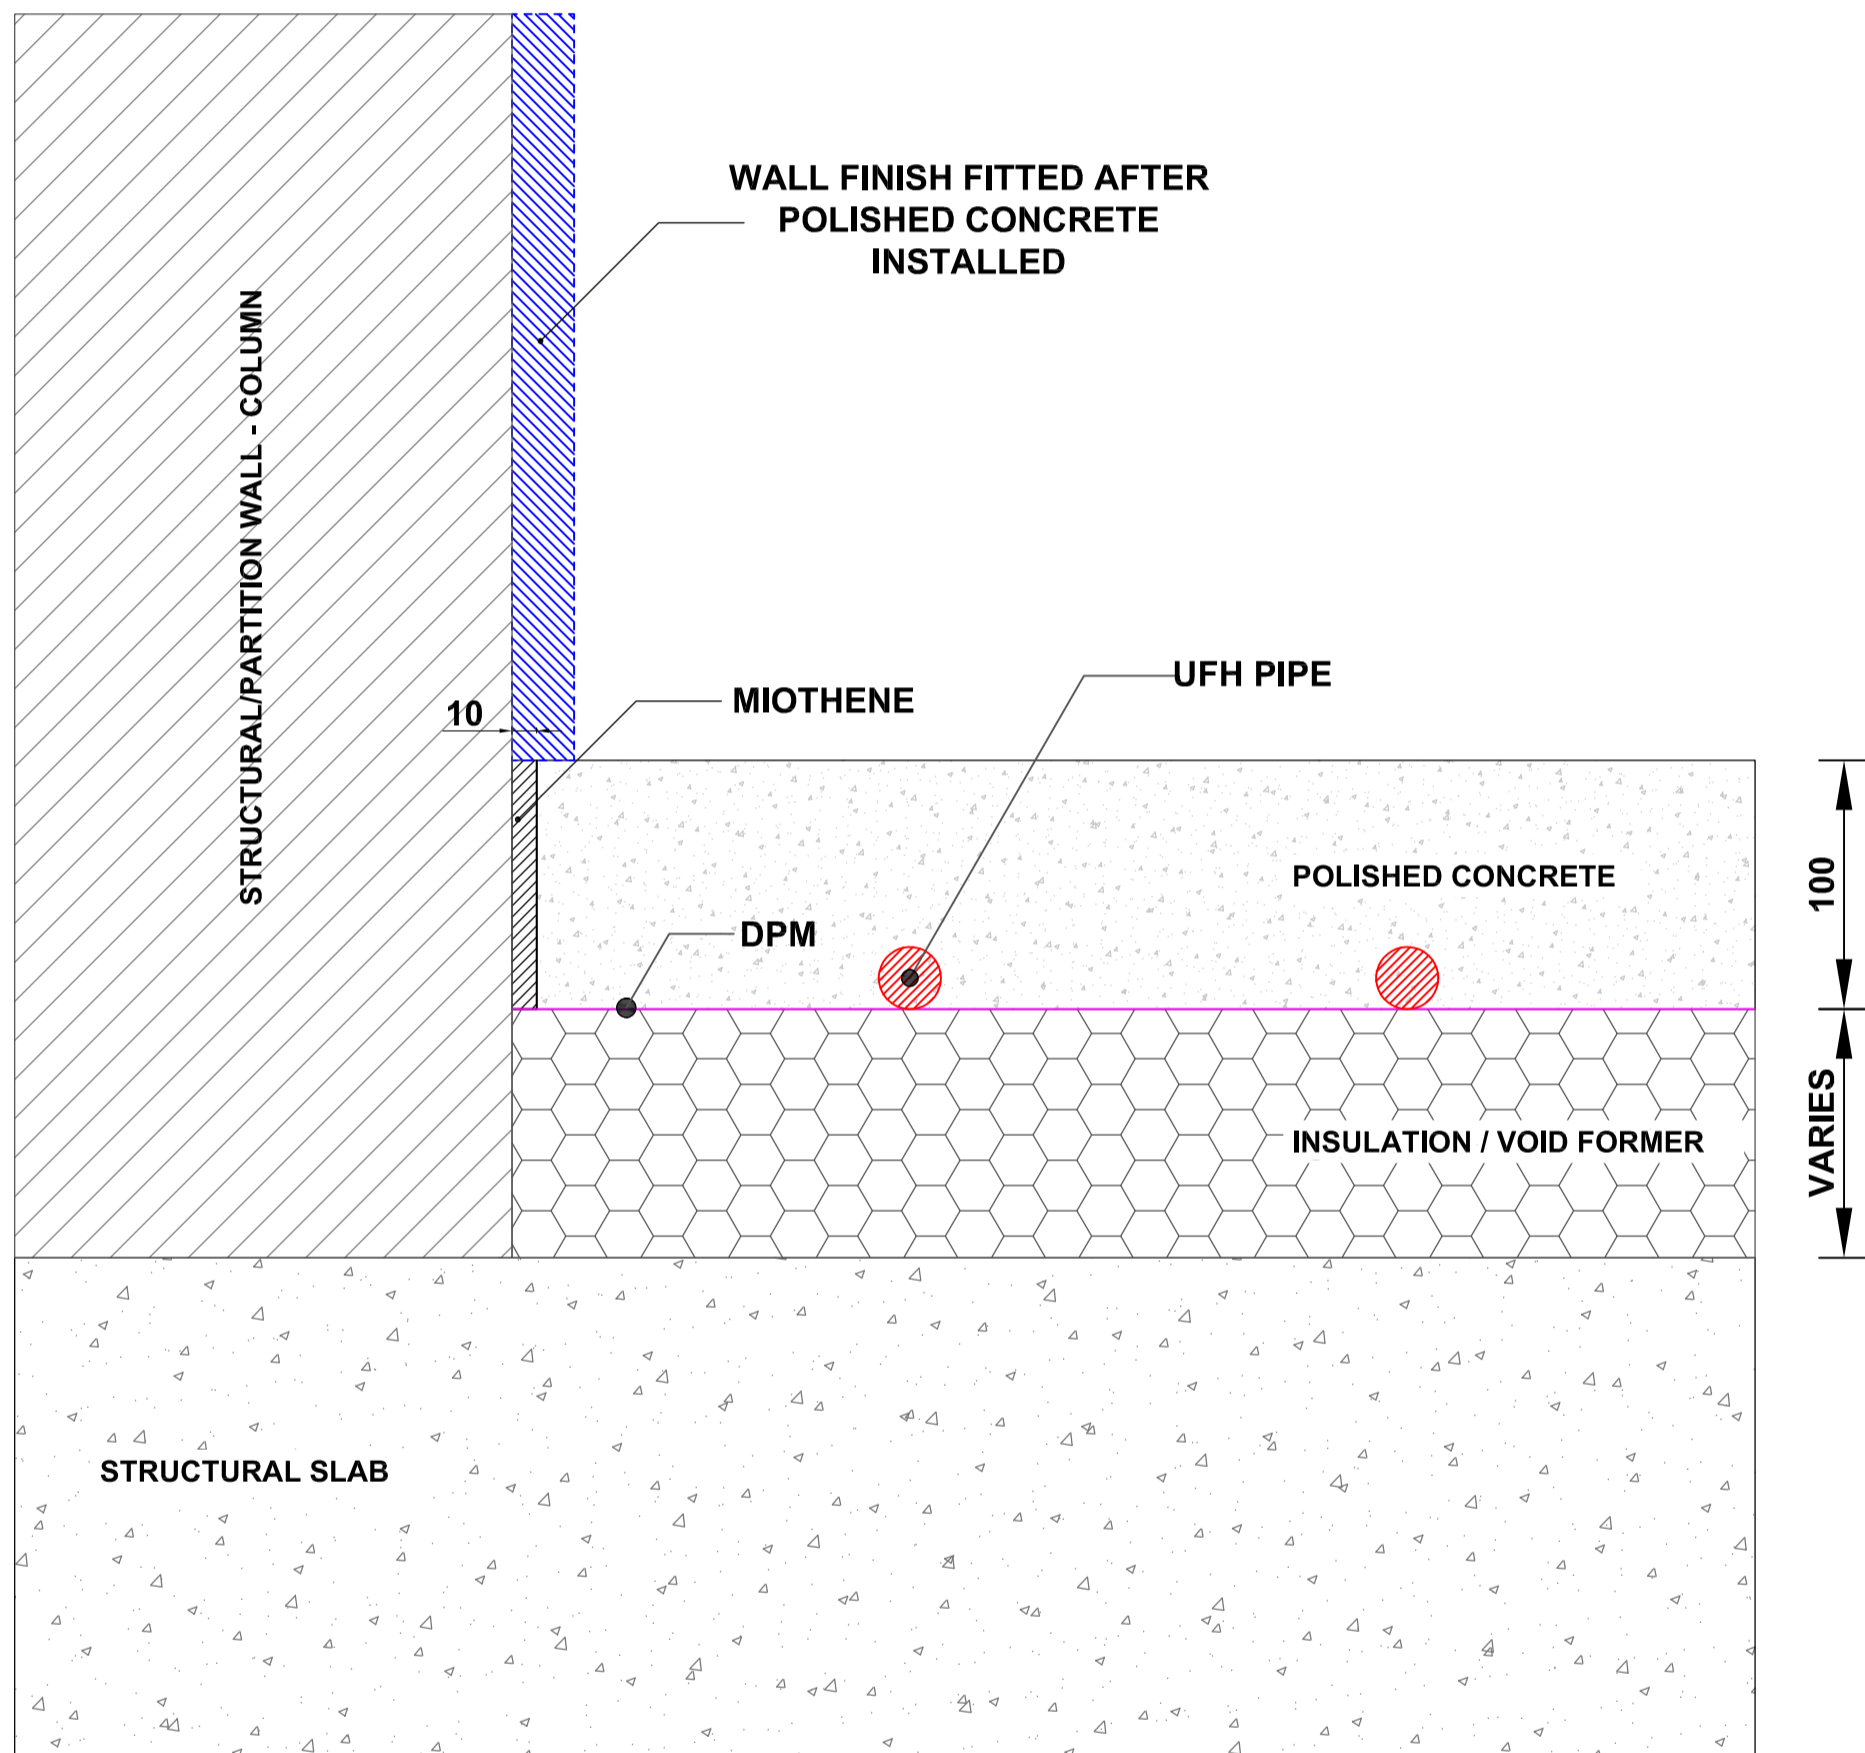 WALL FINISH FITTED AFTER
POLISHED CONCRETE
INSTALLED
STRUCTURAL/PARTITION WALL - COLUMN
UFH PIPE
MIOTHENE
10
POLISHED CONCRETE
100
DPM
INSULATION / VOID FORMER
VARIES
STRUCTURAL SLAB